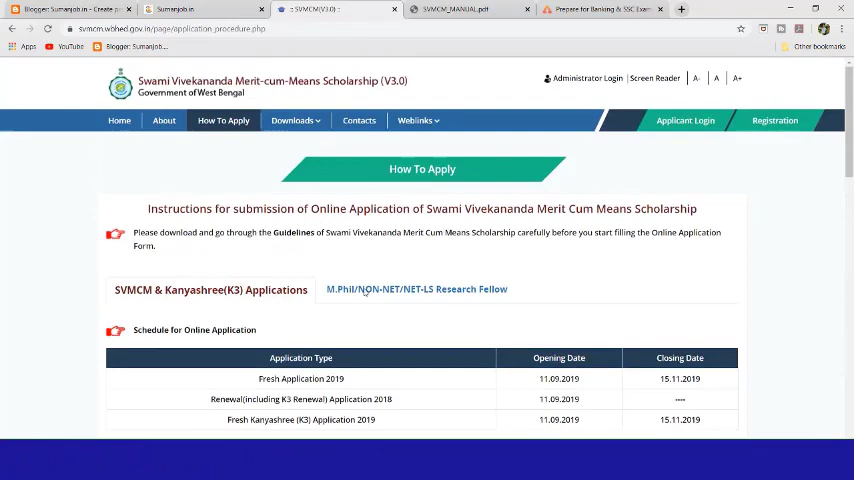 Blogger: Sumanjob.in - Create p
Sumanjob.in
:: SVMCM(V3.0) ::
SVMCM_MANUAL.pdf
Prepare for Banking & SSC Exam
svmcm.wbhed.gov.in/page/application_procedure.php
Apps
YouTube
Blogger: Sumanjob....
Other bookmarks
Swami Vivekananda Merit-cum-Means Scholarship (V3.0)
Government of West Bengal
Administrator Login | Screen Reader
A-
A
A+
Home
About
How To Apply
Downloads
Contacts
Weblinks
Applicant Login
Registration
How To Apply
Instructions for submission of Online Application of Swami Vivekananda Merit Cum Means Scholarship
Please download and go through the Guidelines of Swami Vivekananda Merit Cum Means Scholarship carefully before you start filling the Online Application
Form.
SVMCM & Kanyashree(K3) Applications
M.Phil/NON-NET/NET-LS Research Fellow
Schedule for Online Application
Application Type Opening Date Closing Date
Fresh Application 2019 11.09.2019 15.11.2019
Renewal(including K3 Renewal) Application 2018 11.09.2019 ----
Fresh Kanyashree (K3) Application 2019 11.09.2019 15.11.2019